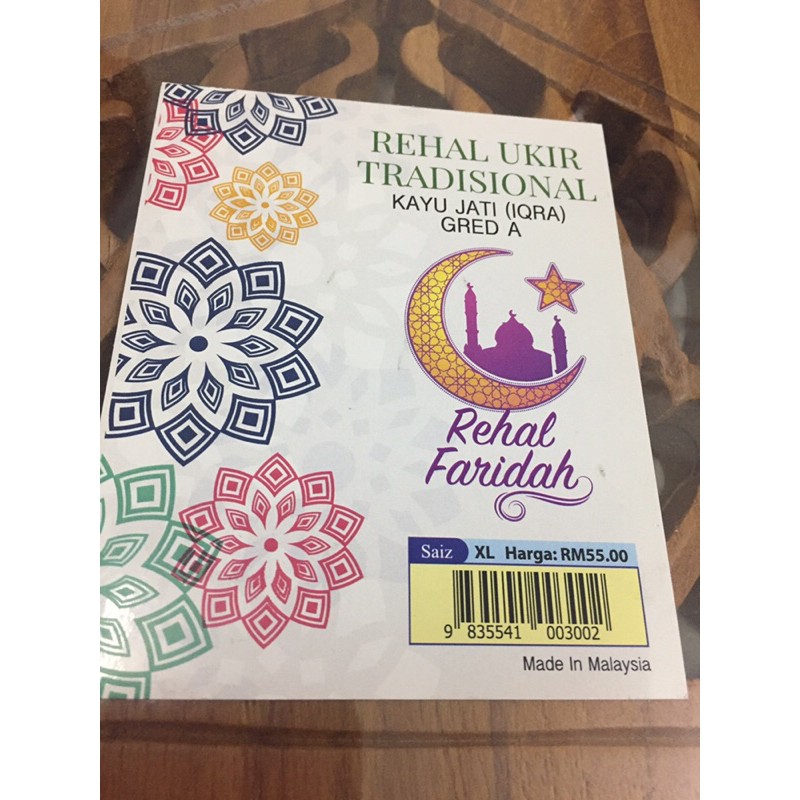 REHAL UKIR
TRADISIONAL
KAYU JATI (IQRA)
GRED A
Rehal
Faridah
Saiz XL Harga: RM55.00
9 835541 003002
Made In Malaysia